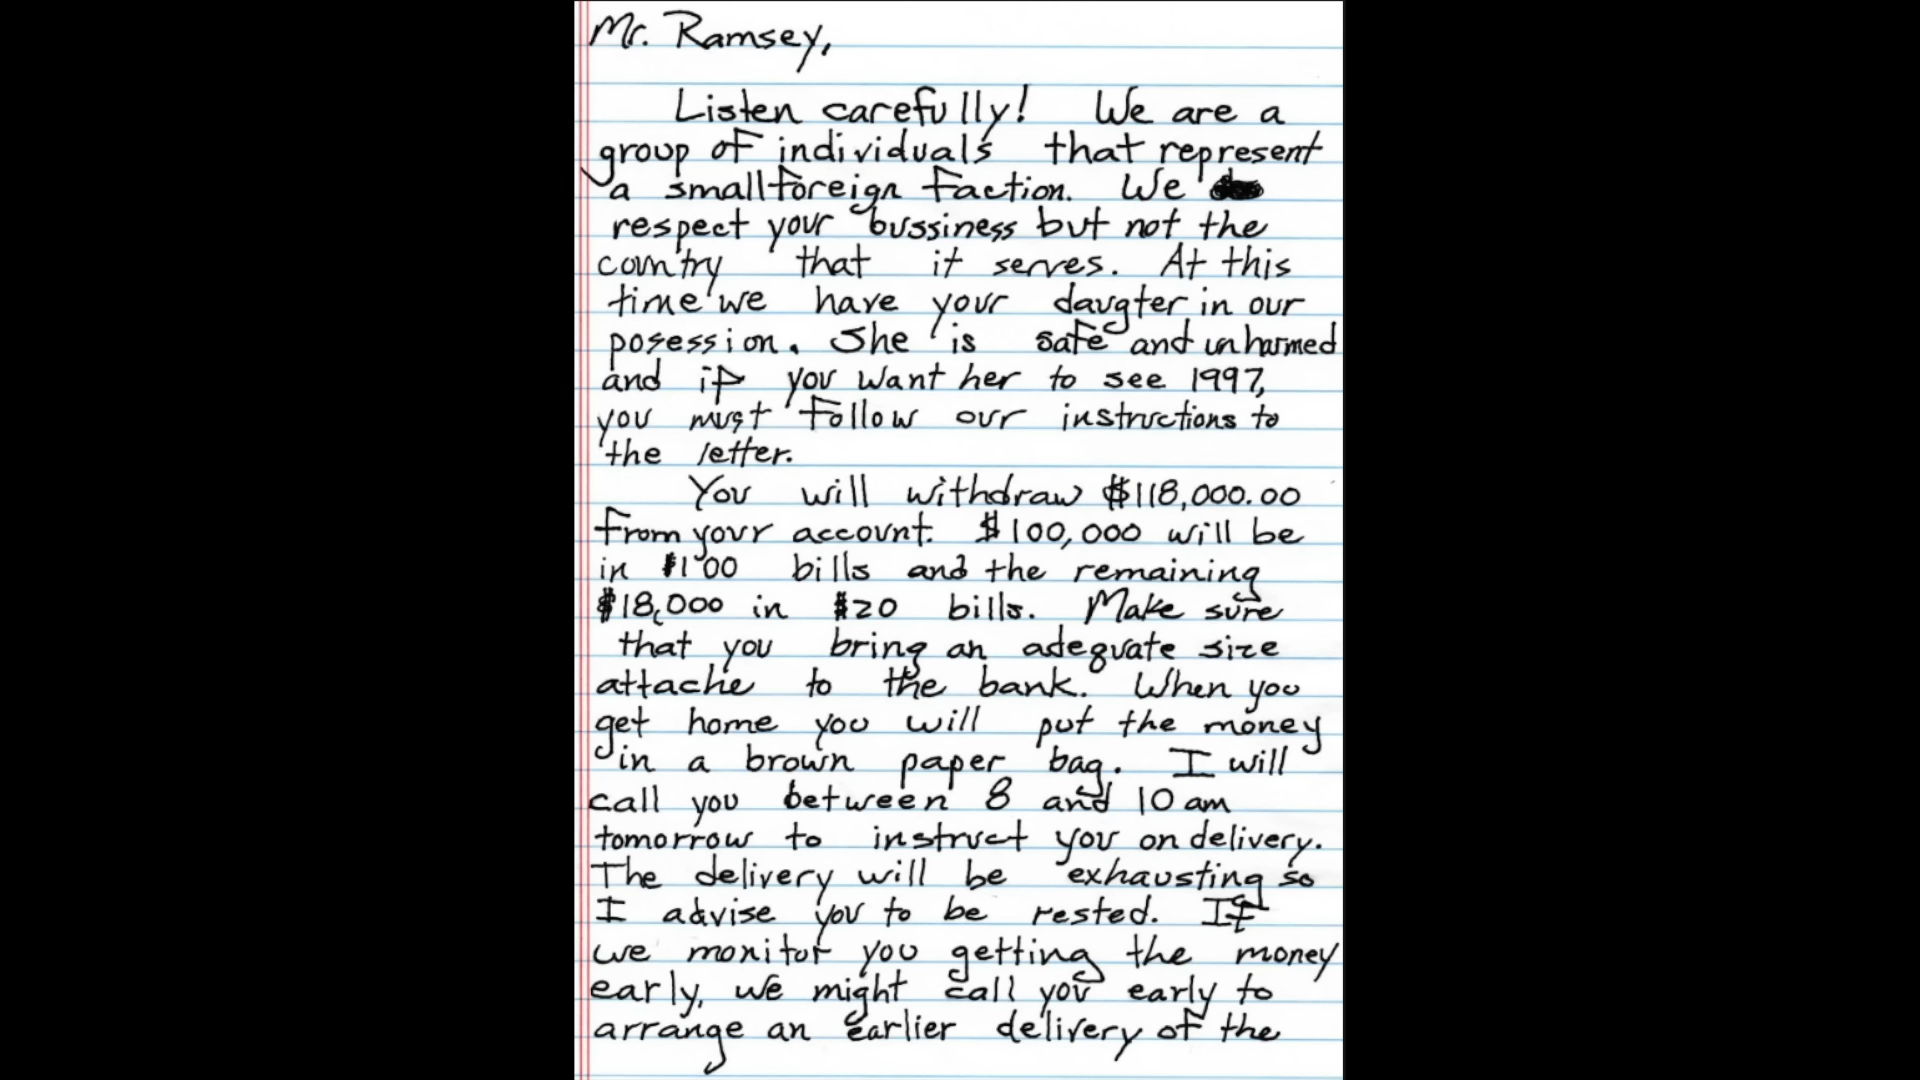 Mr. Ramsey,
Listen carefully! We are a
group of individuals that represent
a small foreign faction. We
respect your bussiness but not the
country that it serves. At this
time we have your daugter in our
posession. She is safe and unharmed
and if you want her to see 1997,
you must follow our instructions to
the letter.
You will withdraw $118,000.00
from your account. $100,000 will be
in $100 bills and the remaining
$18,000 in $20 bills. Make sure
that you bring an adequate size
attache to the bank. When you
get home you will put the money
in a brown paper bag. I will
call you between 8 and 10 am
tomorrow to instruct you on delivery.
The delivery will be exhausting so
I advise you to be rested. If
we monitor you getting the money
early, we might call you early to
arrange an earlier delivery of the